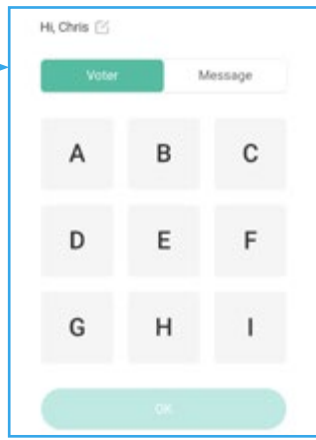 Hi, Chris
Voter Message
A B C
D E F
G H I
OK